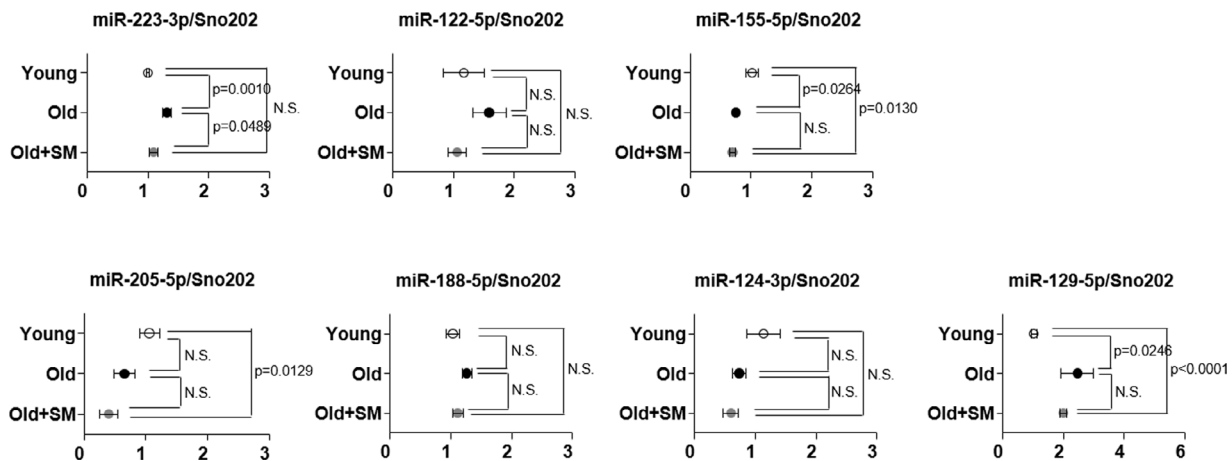 miR-223-3p/Sno202
Young
Old
Old+SM
p=0.0010
p=0.0489
N.S.
0 1 2 3
miR-122-5p/Sno202
Young
Old
Old+SM
N.S.
N.S.
N.S.
0 1 2 3
miR-155-5p/Sno202
Young
Old
Old+SM
p=0.0264
N.S.
p=0.0130
0 1 2 3
miR-205-5p/Sno202
Young
Old
Old+SM
N.S.
N.S.
p=0.0129
0 1 2 3
miR-188-5p/Sno202
Young
Old
Old+SM
N.S.
N.S.
N.S.
0 1 2 3
miR-124-3p/Sno202
Young
Old
Old+SM
N.S.
N.S.
N.S.
0 1 2 3
miR-129-5p/Sno202
Young
Old
Old+SM
p=0.0246
N.S.
p<0.0001
0 2 4 6